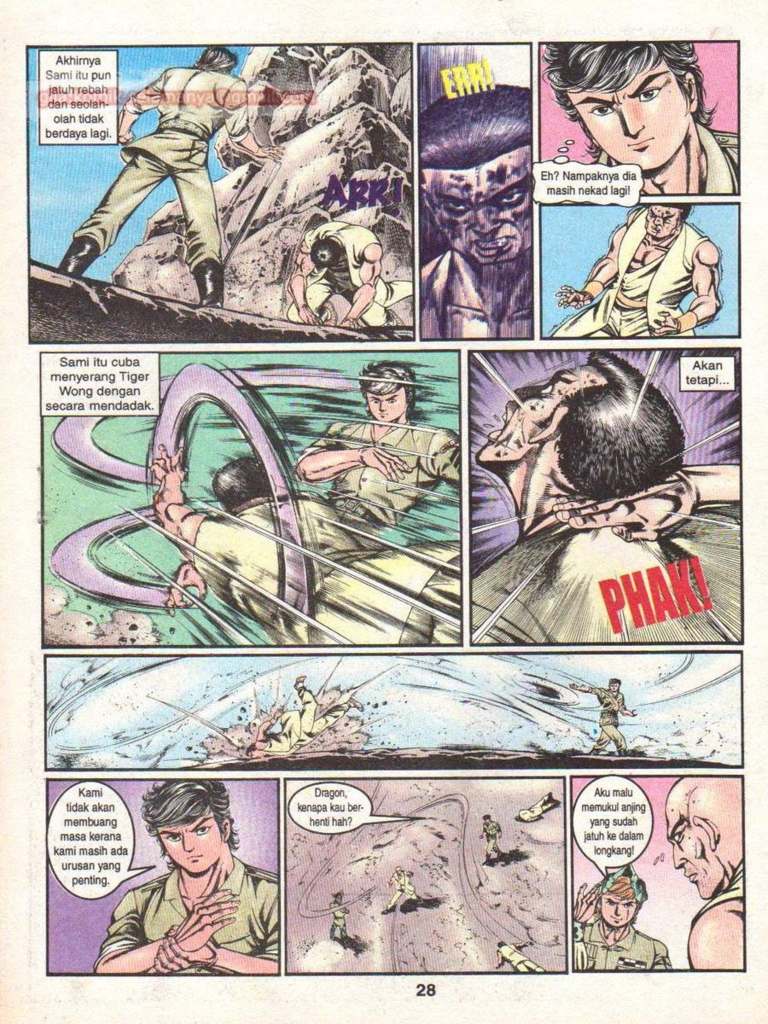 Akhirnya
Sami itu pun
jatuh rebah
dan seolah-
olah tidak
berdaya lagi.
ARR!
ERR!
Eh? Nampaknya dia
masih nekad lagi!
Sami itu cuba
menyerang Tiger
Wong dengan
secara mendadak.
Akan
tetapi...
PHAK!
Kami
tidak akan
membuang
masa kerana
kami masih ada
urusan yang
penting.
Dragon,
kenapa kau ber-
henti hah?
Aku malu
memukul anjing
yang sudah
jatuh ke dalam
longkang!
28